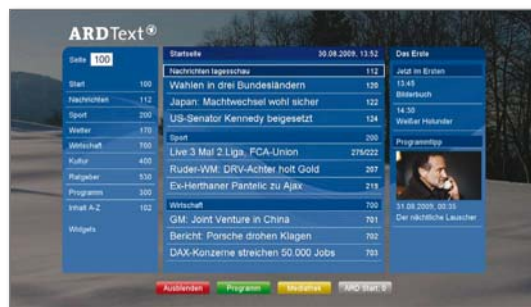 ARDText
Seite 100
Start 100
Nachrichten 112
Sport 200
Wetter 170
Wirtschaft 700
Kultur 400
Ratgeber 530
Programm 300
Inhalt A-Z 102
Widgets
Startseite 30.08.2009, 13:52
Nachrichten tagesschau 112
Wahlen in drei Bundesländern 120
Japan: Machtwechsel wohl sicher 122
US-Senator Kennedy beigesetzt 124
Sport 200
Live 3 Mal 2.Liga, FCA-Union 275/222
Ruder-WM: DRV-Achter holt Gold 207
Ex-Herthaner Pantelic zu Ajax 213
Wirtschaft 700
GM: Joint Venture in China 701
Bericht: Porsche drohen Klagen 702
DAX-Konzerne streichen 50.000 Jobs 703
Das Erste
Jetzt im Ersten
13:45
Bilderbuch
14:30
Weißer Holunder
Programmtipp
31.08.2009, 00:35
Der nächtliche Lauscher
Ausblenden Programm Mediathek ARD Start: 0